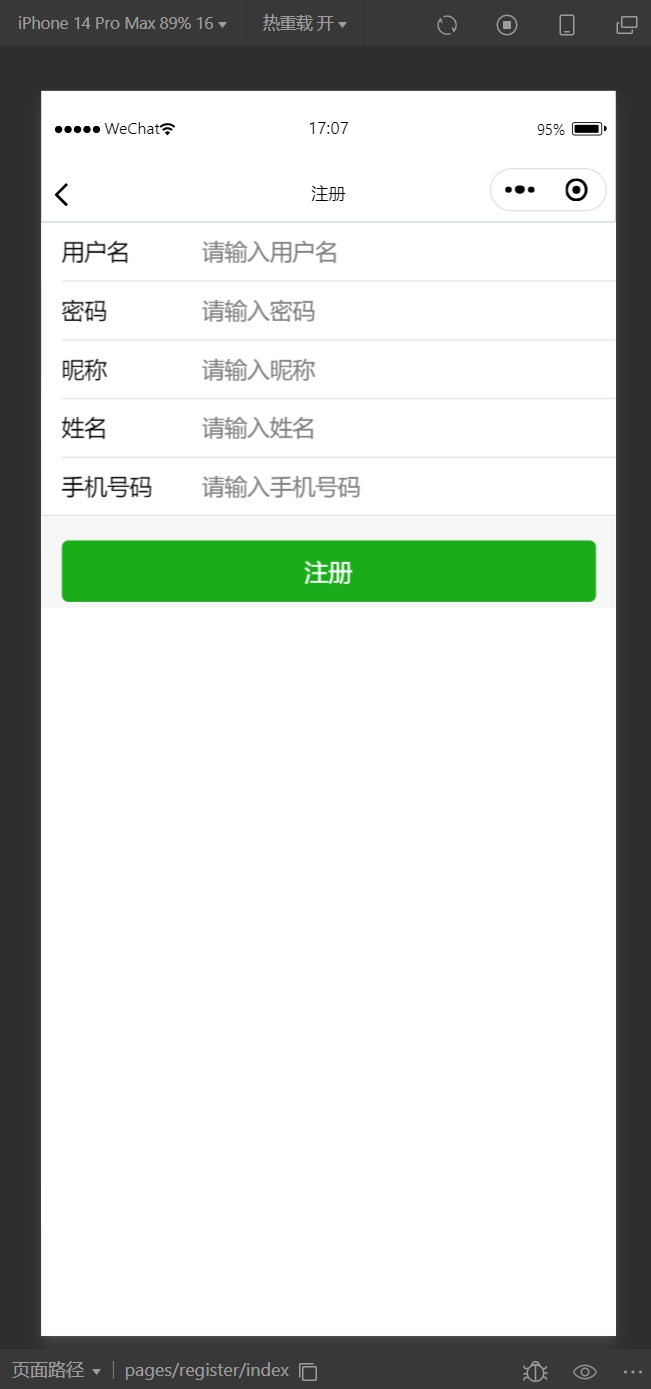 iPhone 14 Pro Max 89% 16 热重载 开
WeChat 17:07 95%
注册
用户名 请输入用户名
密码 请输入密码
昵称 请输入昵称
姓名 请输入姓名
手机号码 请输入手机号码
注册
页面路径 pages/register/index